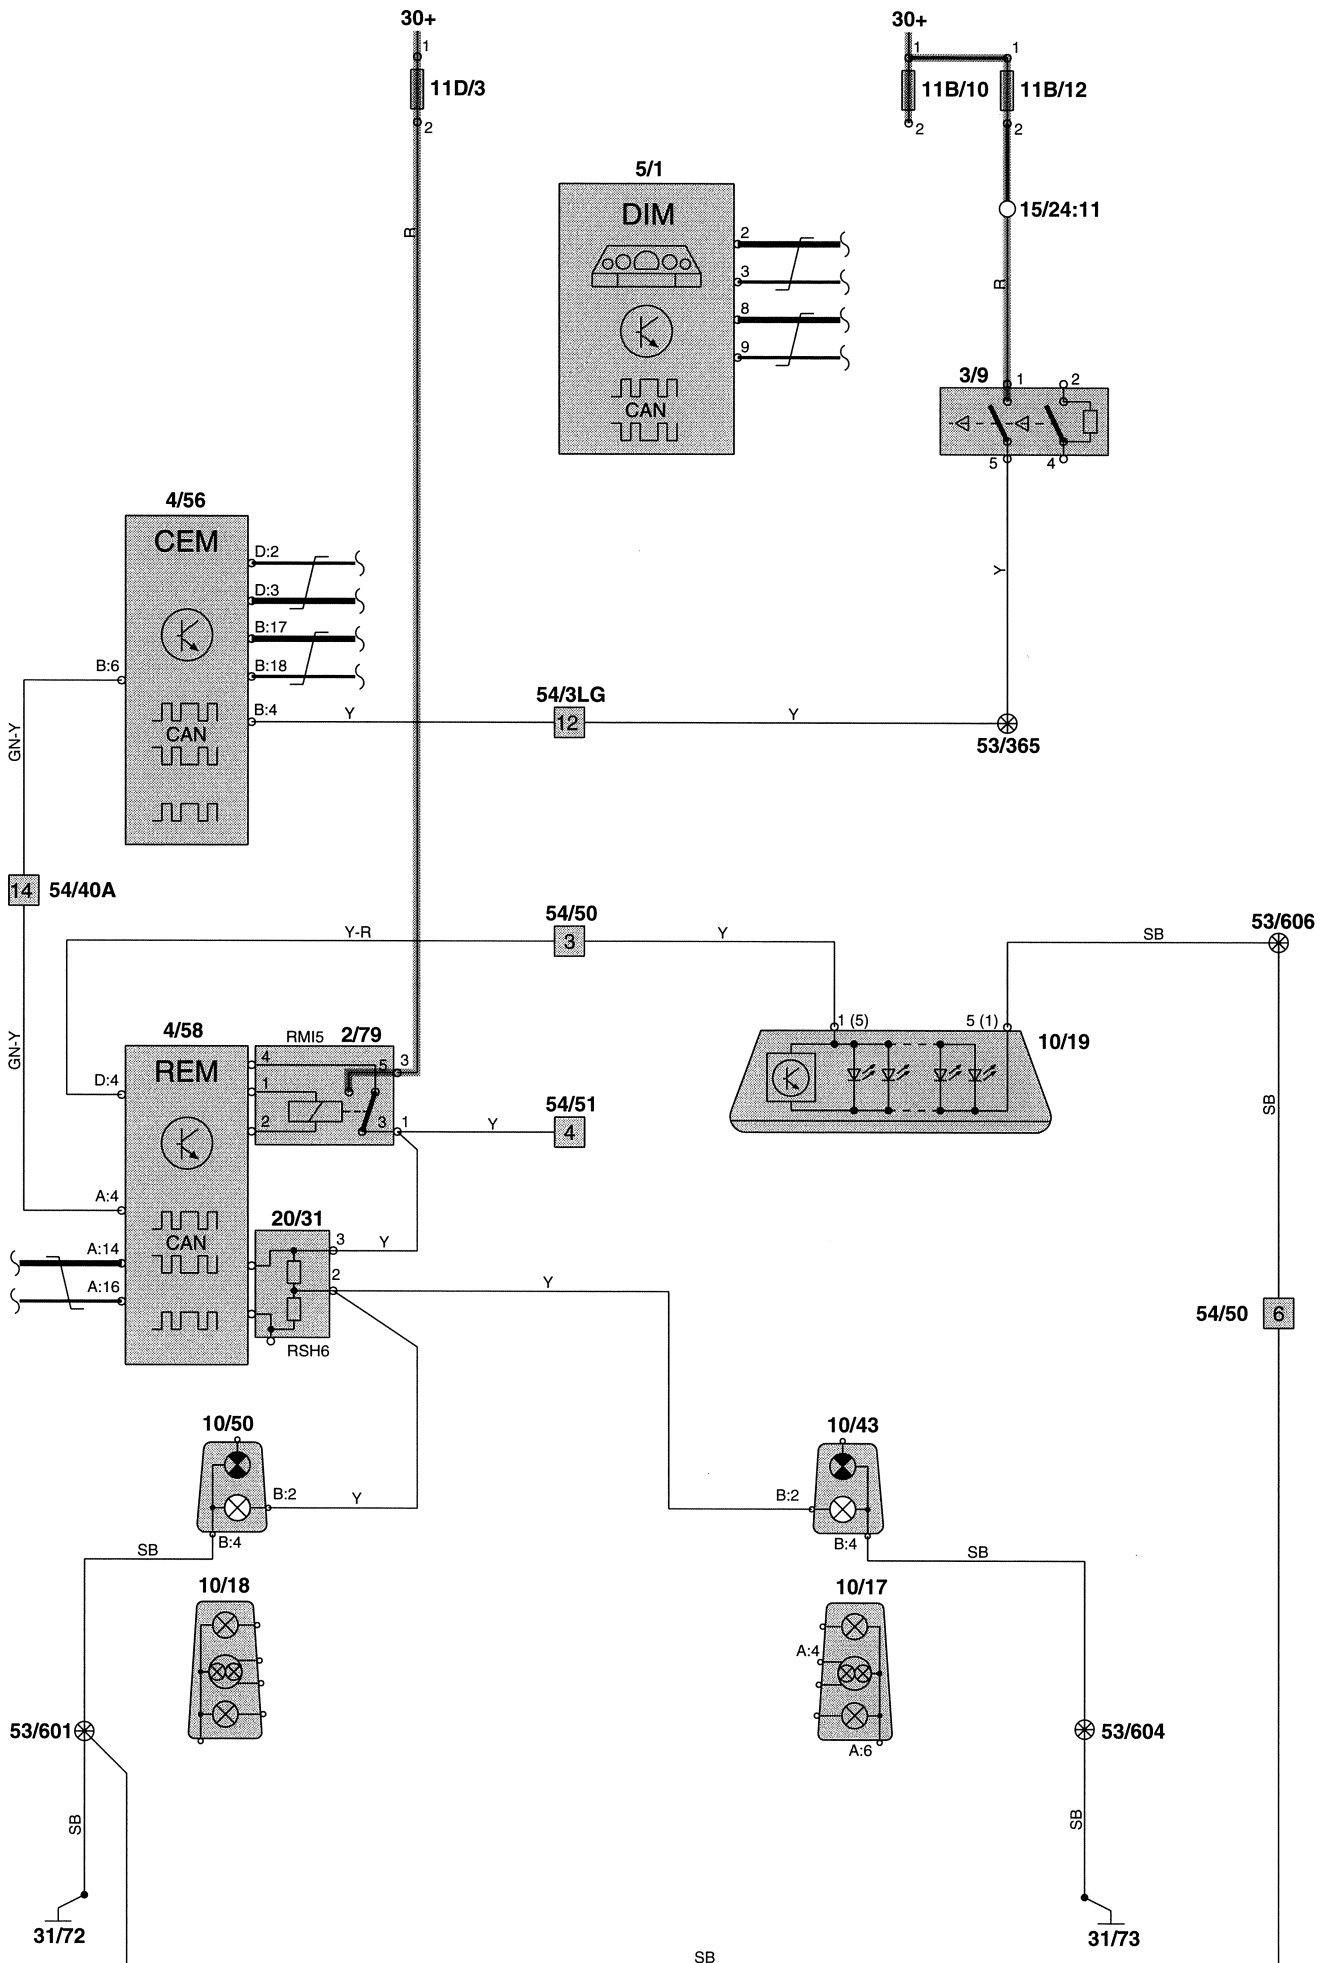 30+
30+
1
11D/3
2
1
1
11B/10
11B/12
2
2
15/24:11
R
R
5/1
DIM
2
3
8
9
CAN
3/9
1
2
5
4
Y
4/56
CEM
D:2
D:3
B:17
B:18
B:6
B:4
CAN
Y
54/3LG
12
Y
53/365
GN-Y
14
54/40A
GN-Y
Y-R
54/50
3
Y
SB
53/606
1 (5)
5 (1)
10/19
4/58
REM
RMI5
2/79
4
5
3
1
2
3
1
D:4
Y
54/51
4
SB
A:4
CAN
A:14
A:16
20/31
3
Y
2
Y
RSH6
54/50
6
10/50
B:2
Y
B:4
SB
10/43
B:2
B:4
SB
10/18
10/17
A:4
A:6
53/601
53/604
SB
SB
31/72
31/73
SB